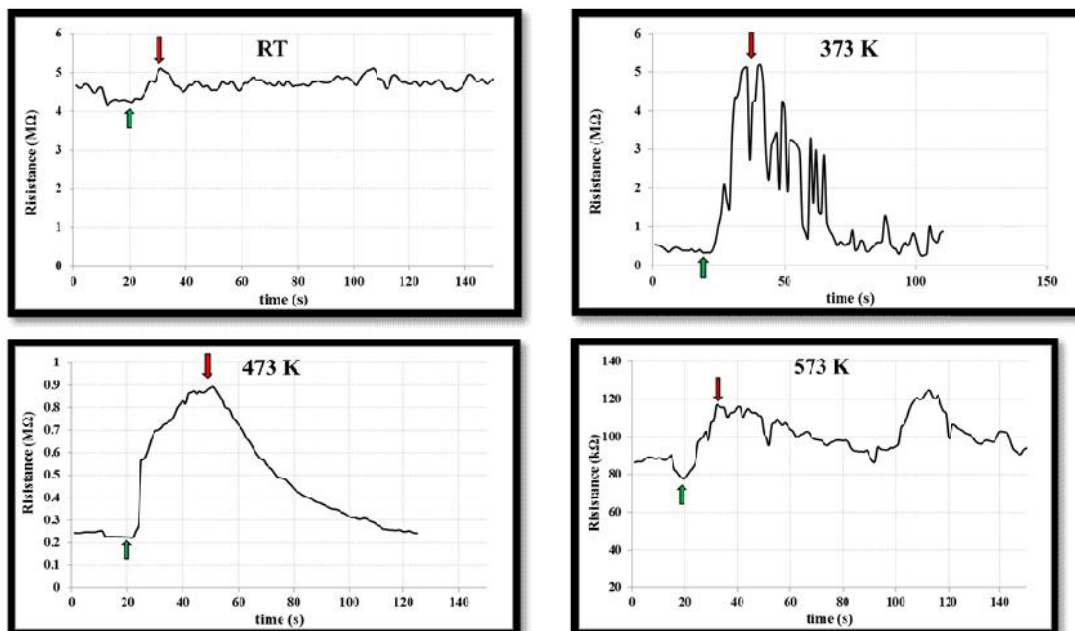 RT
Risistance (MΩ)
6
5
4
3
2
1
0
0 20 40 60 80 100 120 140
time (s)
373 K
Risistance (MΩ)
6
5
4
3
2
1
0
0 50 100 150
time (s)
473 K
Risistance (MΩ)
1
0.9
0.8
0.7
0.6
0.5
0.4
0.3
0.2
0.1
0
0 20 40 60 80 100 120 140
time (s)
573 K
Risistance (kΩ)
140
120
100
80
60
40
20
0 20 40 60 80 100 120 140
time (s)